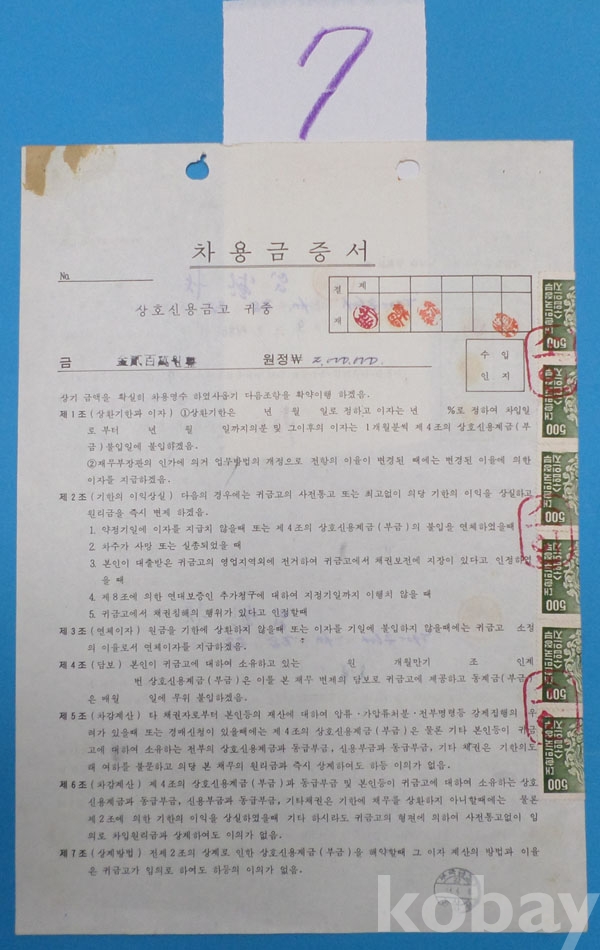 7
차용금증서
No.
결 제
재
상호신용금고 귀중
수 입
인 지
금 金貳百萬원整 원정₩ 2,000,000
상기 금액을 확실히 차용명수 하였사옵기 다음조항을 확약이행 하겠음.
제1조 (상환기한과 이자) ①상환기한은 년 월 일로 정하고 이자는 년 %로 정하여 차입일
로 부터 년 월 일까지의분 및 그이후의 이자는 1개월분씩 제4조의 상호신용제금(부
금) 불입일에 불입하겠음.
②재무부장관의 인가에 의거 업무방법의 개정으로 전항의 이율이 변경된 때에는 변경된 이율에 의한
이자를 지급하겠음.
제2조 (기한의 이익상실) 다음의 경우에는 귀금고의 사전통고 또는 최고없이 의당 기한의 이익을 상실하고
원리금을 즉시 변제 하겠음.
1. 약정기일에 이자를 지급치 않을때 또는 제4조의 상호신용계금(부금)의 불입을 연체하였을때
2. 차주가 사망 또는 실종되었을 때
3. 본인이 대출받은 귀금고의 영업지역외에 전거하여 귀금고에서 채권보전에 지장이 있다고 인정하였
을 때
4. 제8조에 의한 연대보증인 추가청구에 대하여 지정기일까지 이행치 않을 때
5. 귀금고에서 채권침해의 행위가 있다고 인정할때
제3조 (연체이자) 원금을 기한에 상환하지 않을때 또는 이자를 기일에 불입하지 않을때에는 귀금고 소정
의 이율로서 연체이자를 지급하겠음.
제4조 (담보) 본인이 귀금고에 대하여 소유하고 있는 원 개월만기 조 인계
번 상호신용계금(부금)은 이를 본 채무 변제의 담보로 귀금고에 제공하고 동계금(부금)
은 매월 일에 무위 불입하겠음.
제5조 (차감계산) 타 채권자로부터 본인등의 재산에 대하여 압류·가압류처분·전부명령등 강제집행의 우
려가 있을때 또는 경매신청이 있을때에는 제4조의 상호신용계금(부금)은 물론 기타 본인등이 귀금
고에 대하여 소유하는 전부의 상호신용계금과 동급부금, 신용부금과 동급부금, 기타 채권은 기한의도
래 여하를 불문하고 의당 본 채무의 원리금과 즉시 상계하여도 하등 이의가 없음.
제6조 (차감계산) 제4조의 상호신용계금(부금)과 동급부금 및 본인등이 귀금고에 대하여 소유하는 상호
신용계금과 동급부금, 신용부금과 동급부금, 기타채권은 기한에 채무를 상환하지 아니할때에는 물론
제2조에 의한 기한의 이익을 상실하였을때 기타 하시라도 귀금고의 형편에 의하여 사전통고없이 임
의로 차입원리금과 상계하여도 이의가 없음.
제7조 (상계방법) 전제2조의 상계로 인한 상호신용계금(부금)을 해약할때 그 이자 계산의 방법과 이율
은 귀금고가 임의로 하여도 하등의 이의가 없음.
500
500
500
500
500
500
kobay